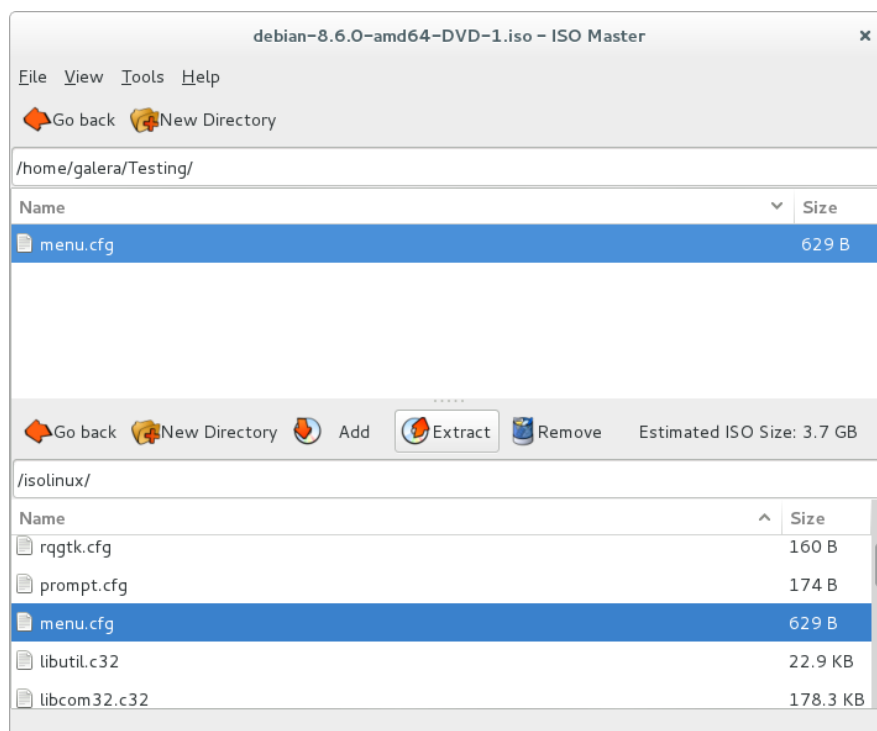 debian-8.6.0-amd64-DVD-1.iso – ISO Master
File View Tools Help
Go back New Directory
/home/galera/Testing/
Name Size
menu.cfg 629 B
Go back New Directory Add Extract Remove Estimated ISO Size: 3.7 GB
/isolinux/
Name Size
rqgtk.cfg 160 B
prompt.cfg 174 B
menu.cfg 629 B
libutil.c32 22.9 KB
libcom32.c32 178.3 KB